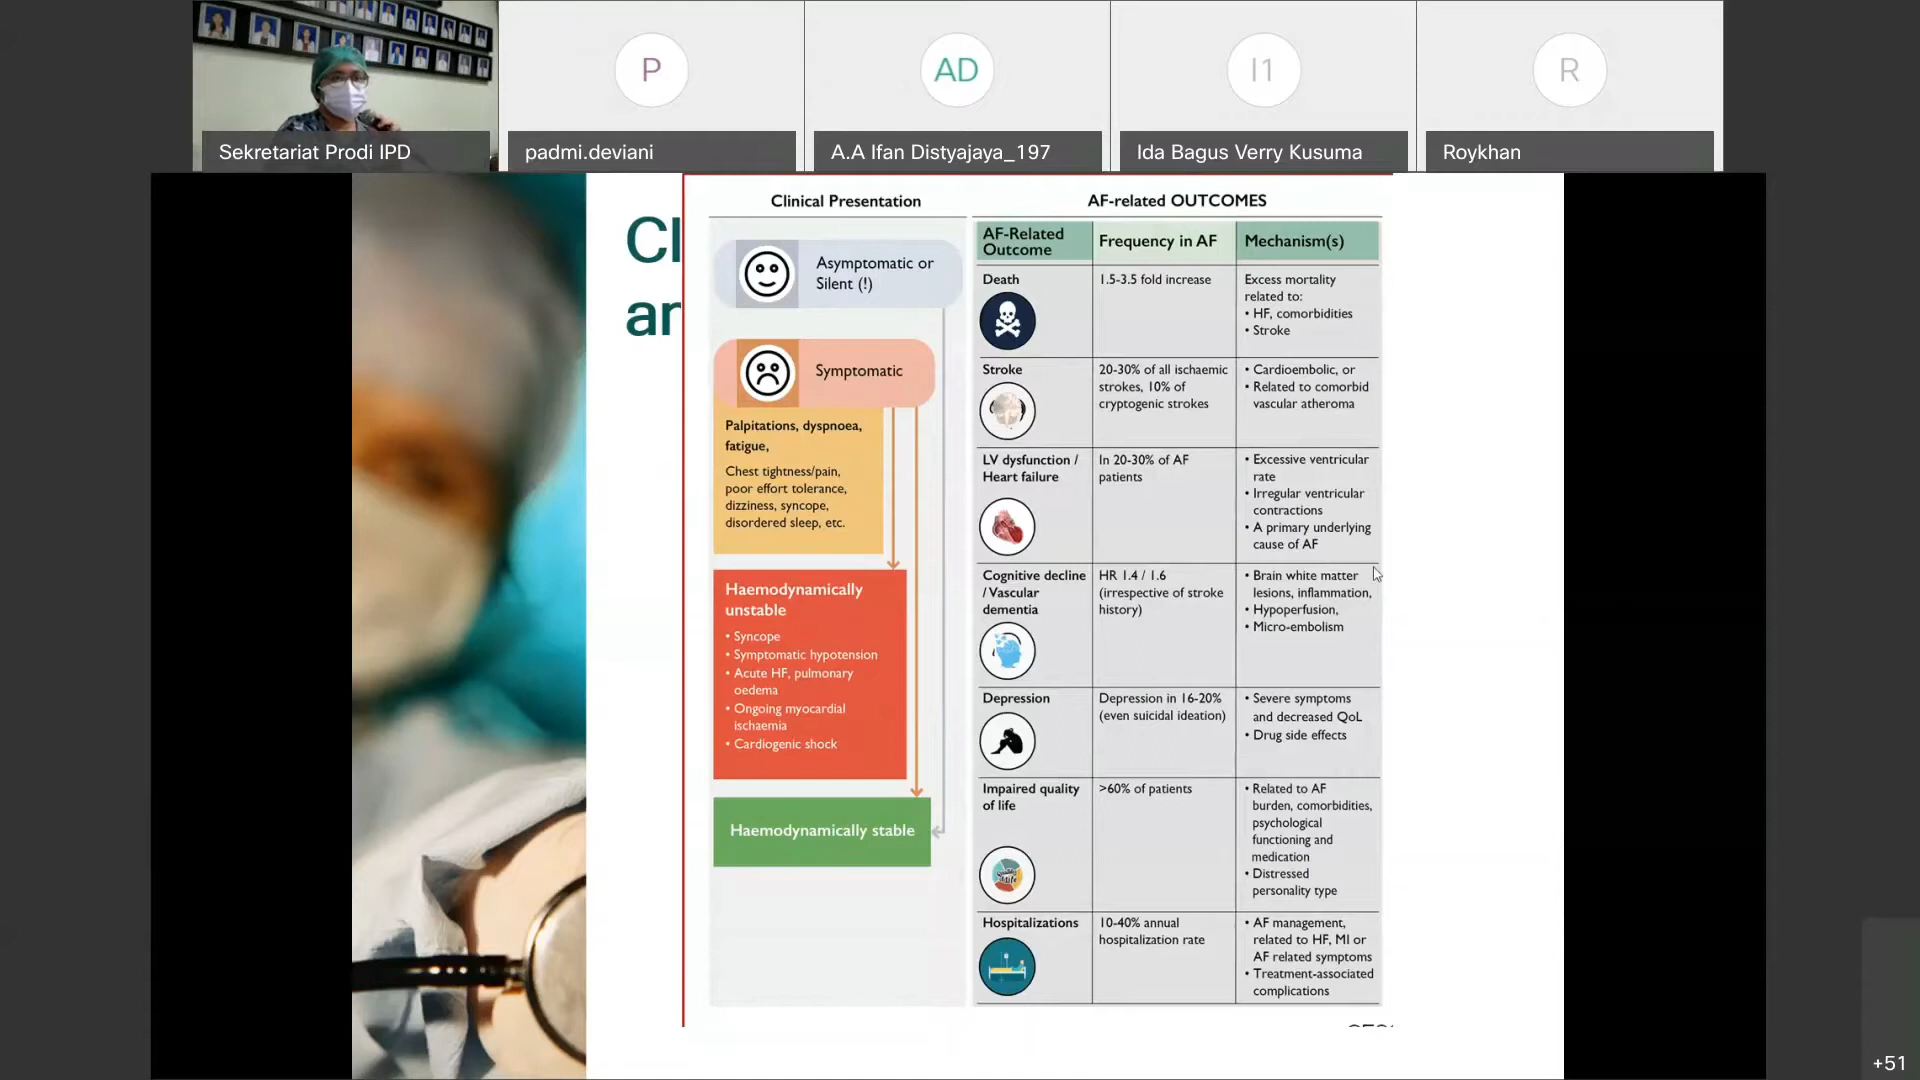 P
AD
I1
R
Sekretariat Prodi IPD
padmi.deviani
A.A Ifan Distyajaya_197
Ida Bagus Verry Kusuma
Roykhan
Cl
an
Clinical Presentation
Asymptomatic or
Silent (!)
Symptomatic
Palpitations, dyspnoea,
fatigue,
Chest tightness/pain,
poor effort tolerance,
dizziness, syncope,
disordered sleep, etc.
Haemodynamically
unstable
• Syncope
• Symptomatic hypotension
• Acute HF, pulmonary
oedema
• Ongoing myocardial
ischaemia
• Cardiogenic shock
Haemodynamically stable
AF-related OUTCOMES
AF-Related
Outcome
Frequency in AF
Mechanism(s)
Death
1.5-3.5 fold increase
Excess mortality
related to:
• HF, comorbidities
• Stroke
Stroke
20-30% of all ischaemic
strokes, 10% of
cryptogenic strokes
• Cardioembolic, or
• Related to comorbid
vascular atheroma
LV dysfunction /
Heart failure
In 20-30% of AF
patients
• Excessive ventricular
rate
• Irregular ventricular
contractions
• A primary underlying
cause of AF
Cognitive decline
/ Vascular
dementia
HR 1.4 / 1.6
(irrespective of stroke
history)
• Brain white matter
lesions, inflammation,
• Hypoperfusion,
• Micro-embolism
Depression
Depression in 16-20%
(even suicidal ideation)
• Severe symptoms
and decreased QoL
• Drug side effects
Impaired quality
of life
>60% of patients
• Related to AF
burden, comorbidities,
psychological
functioning and
medication
• Distressed
personality type
Hospitalizations
10-40% annual
hospitalization rate
• AF management,
related to HF, MI or
AF related symptoms
• Treatment-associated
complications
+51